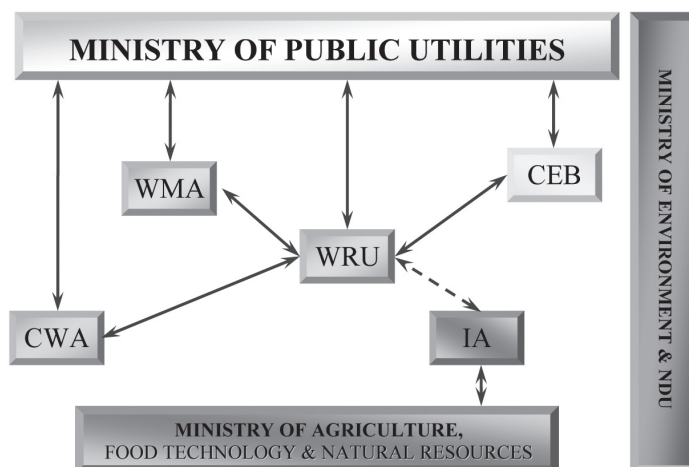 MINISTRY OF PUBLIC UTILITIES
MINISTRY OF ENVIRONMENT & NDU
WMA
CEB
WRU
CWA
IA
MINISTRY OF AGRICULTURE,
FOOD TECHNOLOGY & NATURAL RESOURCES